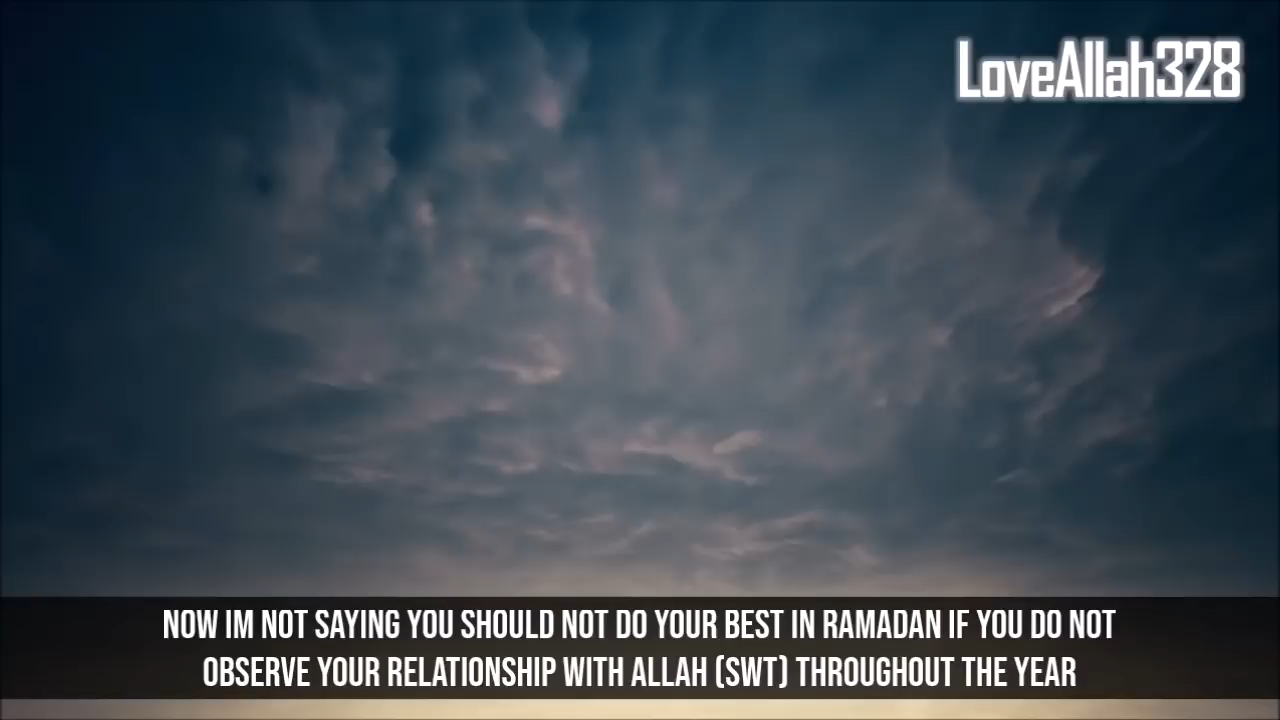 LoveAllah328
NOW IM NOT SAYING YOU SHOULD NOT DO YOUR BEST IN RAMADAN IF YOU DO NOT
OBSERVE YOUR RELATIONSHIP WITH ALLAH (SWT) THROUGHOUT THE YEAR